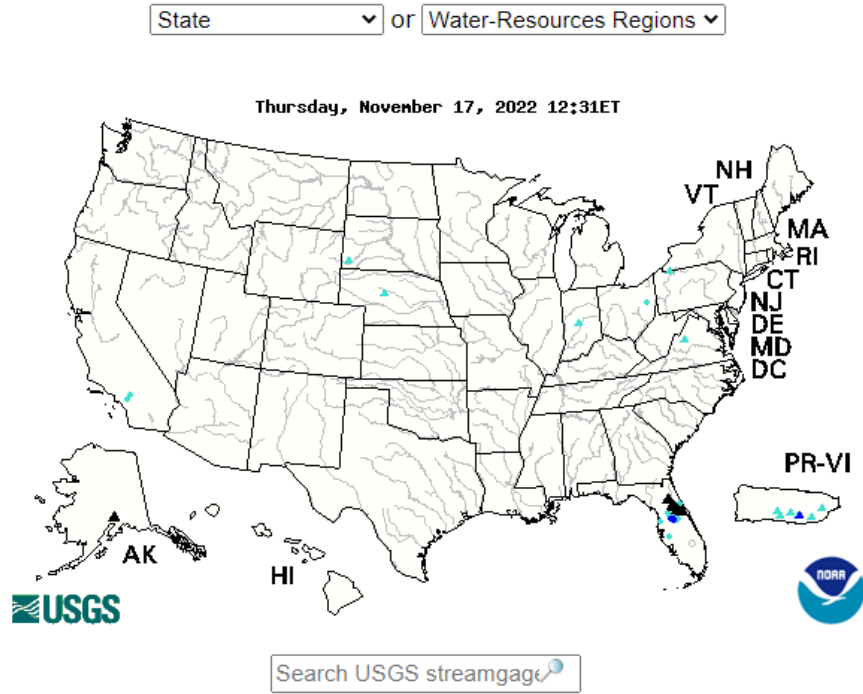 State or Water-Resources Regions
Thursday, November 17, 2022 12:31ET
NH
VT
MA
RI
CT
NJ
DE
MD
DC
PR-VI
AK
HI
USGS
NOAA
Search USGS streamgage